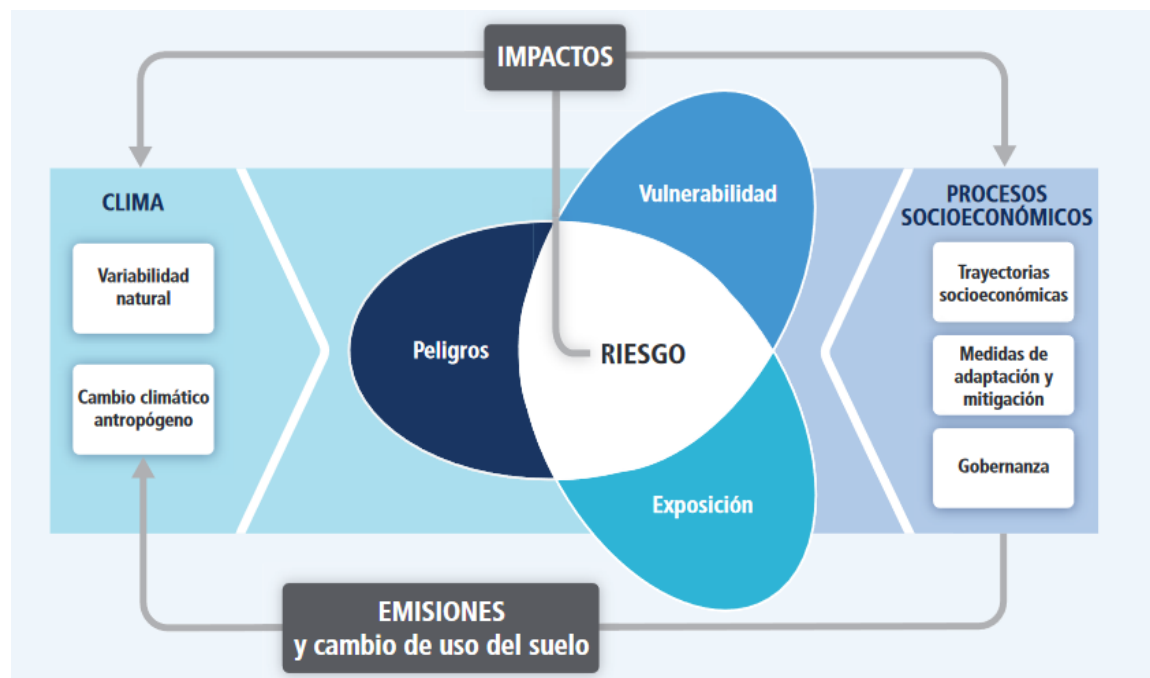 IMPACTOS
CLIMA
Variabilidad
natural
Cambio climático
antropógeno
Vulnerabilidad
Peligros
RIESGO
Exposición
PROCESOS
SOCIOECONÓMICOS
Trayectorias
socioeconómicas
Medidas de
adaptación y
mitigación
Gobernanza
EMISIONES
y cambio de uso del suelo